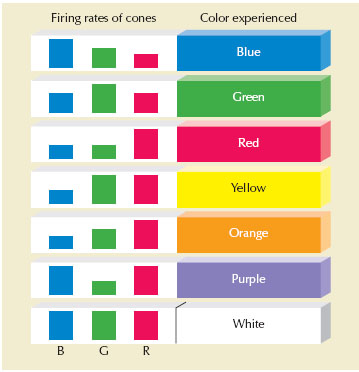 Firing rates of cones Color experienced
Blue
Green
Red
Yellow
Orange
Purple
White
B G R